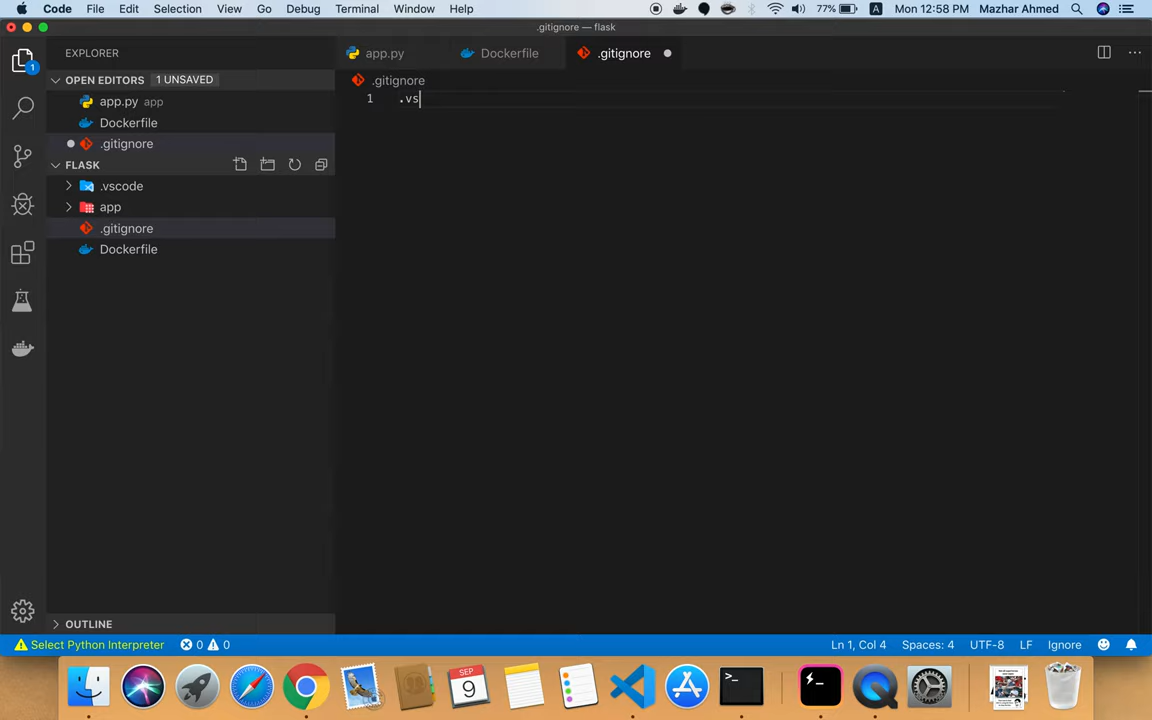 Code File Edit Selection View Go Debug Terminal Window Help 77% A Mon 12:58 PM Mazhar Ahmed
.gitignore — flask
EXPLORER
app.py Dockerfile .gitignore
OPEN EDITORS 1 UNSAVED
.gitignore
app.py app
1 .vs
Dockerfile
.gitignore
FLASK
.vscode
app
.gitignore
Dockerfile
1
OUTLINE
Select Python Interpreter 0 0 Ln 1, Col 4 Spaces: 4 UTF-8 LF Ignore
SEP
9